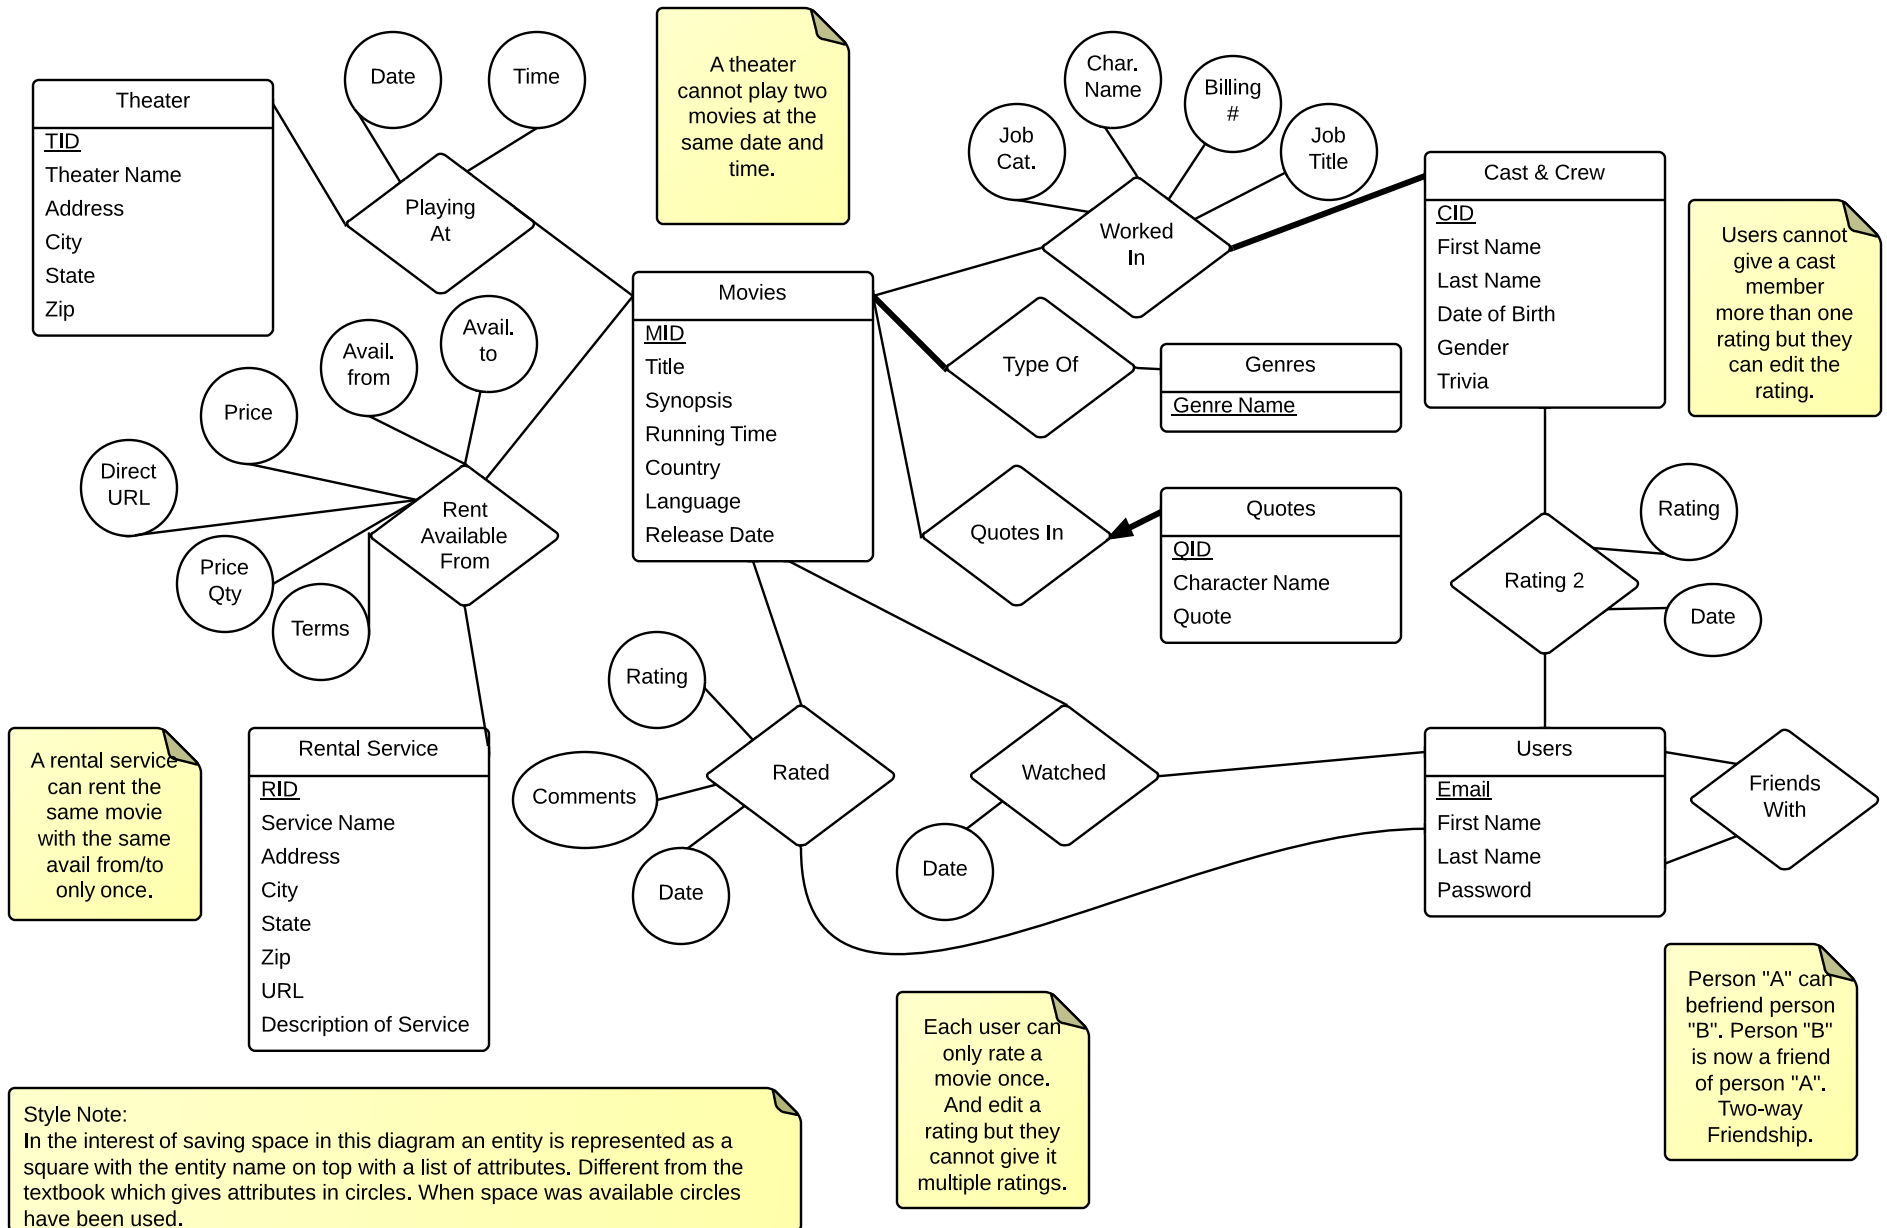 Theater
TID
Theater Name
Address
City
State
Zip
Date
Time
Playing
At
A theater
cannot play two
movies at the
same date and
time.
Char.
Name
Billing
#
Job
Cat.
Job
Title
Worked
In
Cast & Crew
CID
First Name
Last Name
Date of Birth
Gender
Trivia
Users cannot
give a cast
member
more than one
rating but they
can edit the
rating.
Movies
MID
Title
Synopsis
Running Time
Country
Language
Release Date
Type Of
Genres
Genre Name
Quotes In
Quotes
QID
Character Name
Quote
Avail.
to
Avail.
from
Price
Direct
URL
Price
Qty
Terms
Rent
Available
From
Rating
Date
Rating 2
A rental service
can rent the
same movie
with the same
avail from/to
only once.
Rental Service
RID
Service Name
Address
City
State
Zip
URL
Description of Service
Rating
Comments
Date
Rated
Watched
Date
Users
Email
First Name
Last Name
Password
Friends
With
Person "A" can
befriend person
"B". Person "B"
is now a friend
of person "A".
Two-way
Friendship.
Each user can
only rate a
movie once.
And edit a
rating but they
cannot give it
multiple ratings.
Style Note:
In the interest of saving space in this diagram an entity is represented as a
square with the entity name on top with a list of attributes. Different from the
textbook which gives attributes in circles. When space was available circles
have been used.